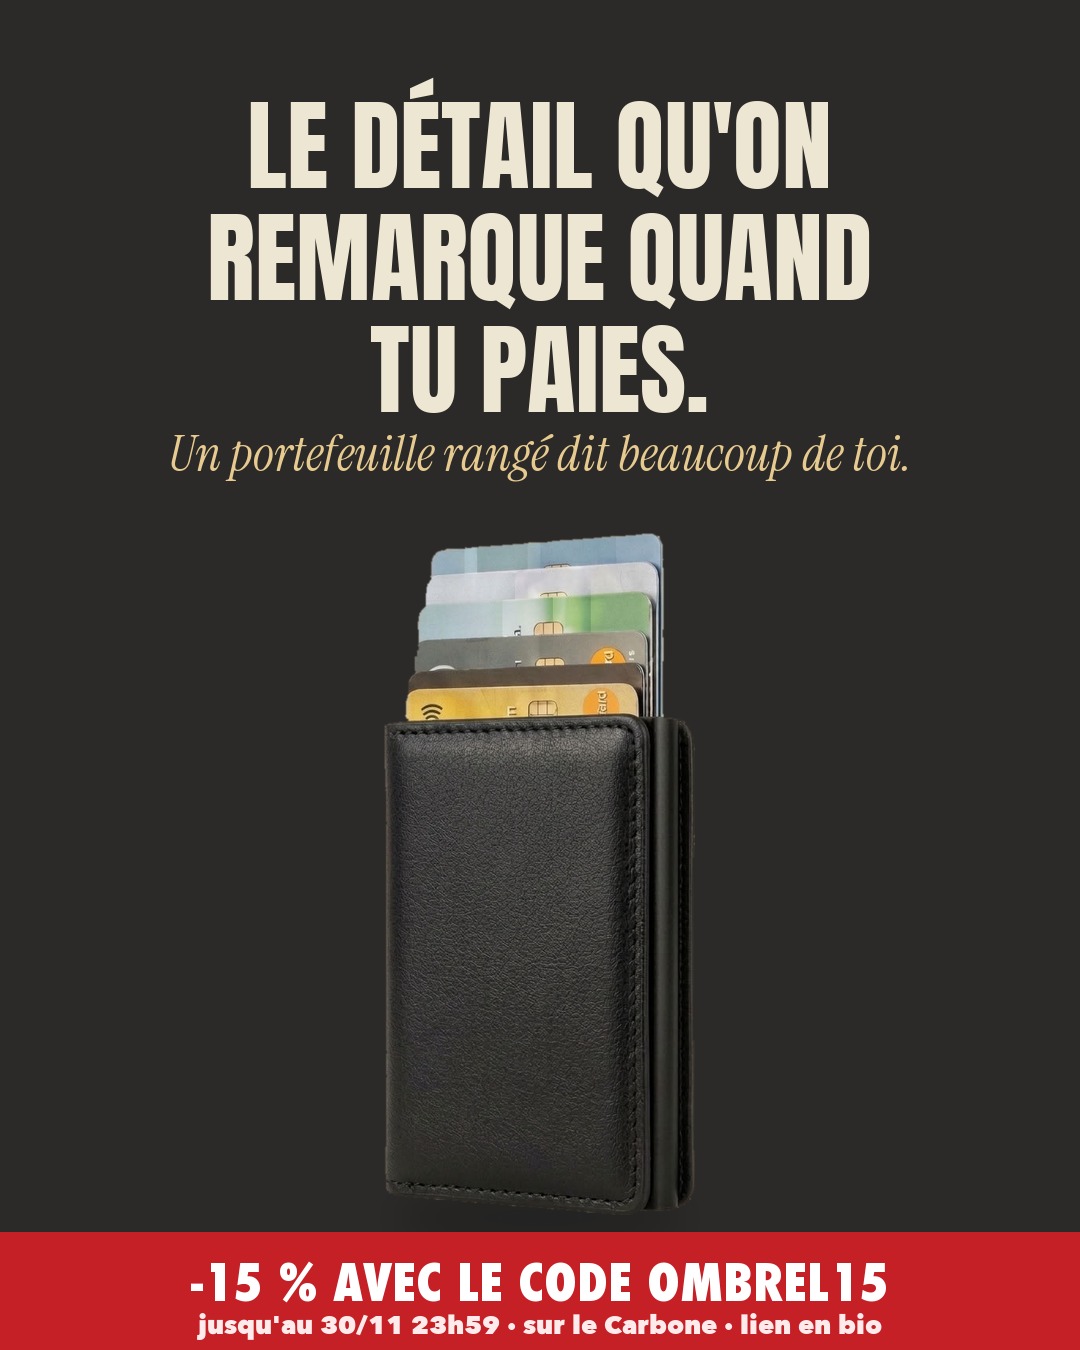 LE DÉTAIL QU'ON
REMARQUE QUAND
TU PAIES.
Un portefeuille rangé dit beaucoup de toi.
-15 % AVEC LE CODE OMBREL15
jusqu'au 30/11 23h59 · sur le Carbone · lien en bio